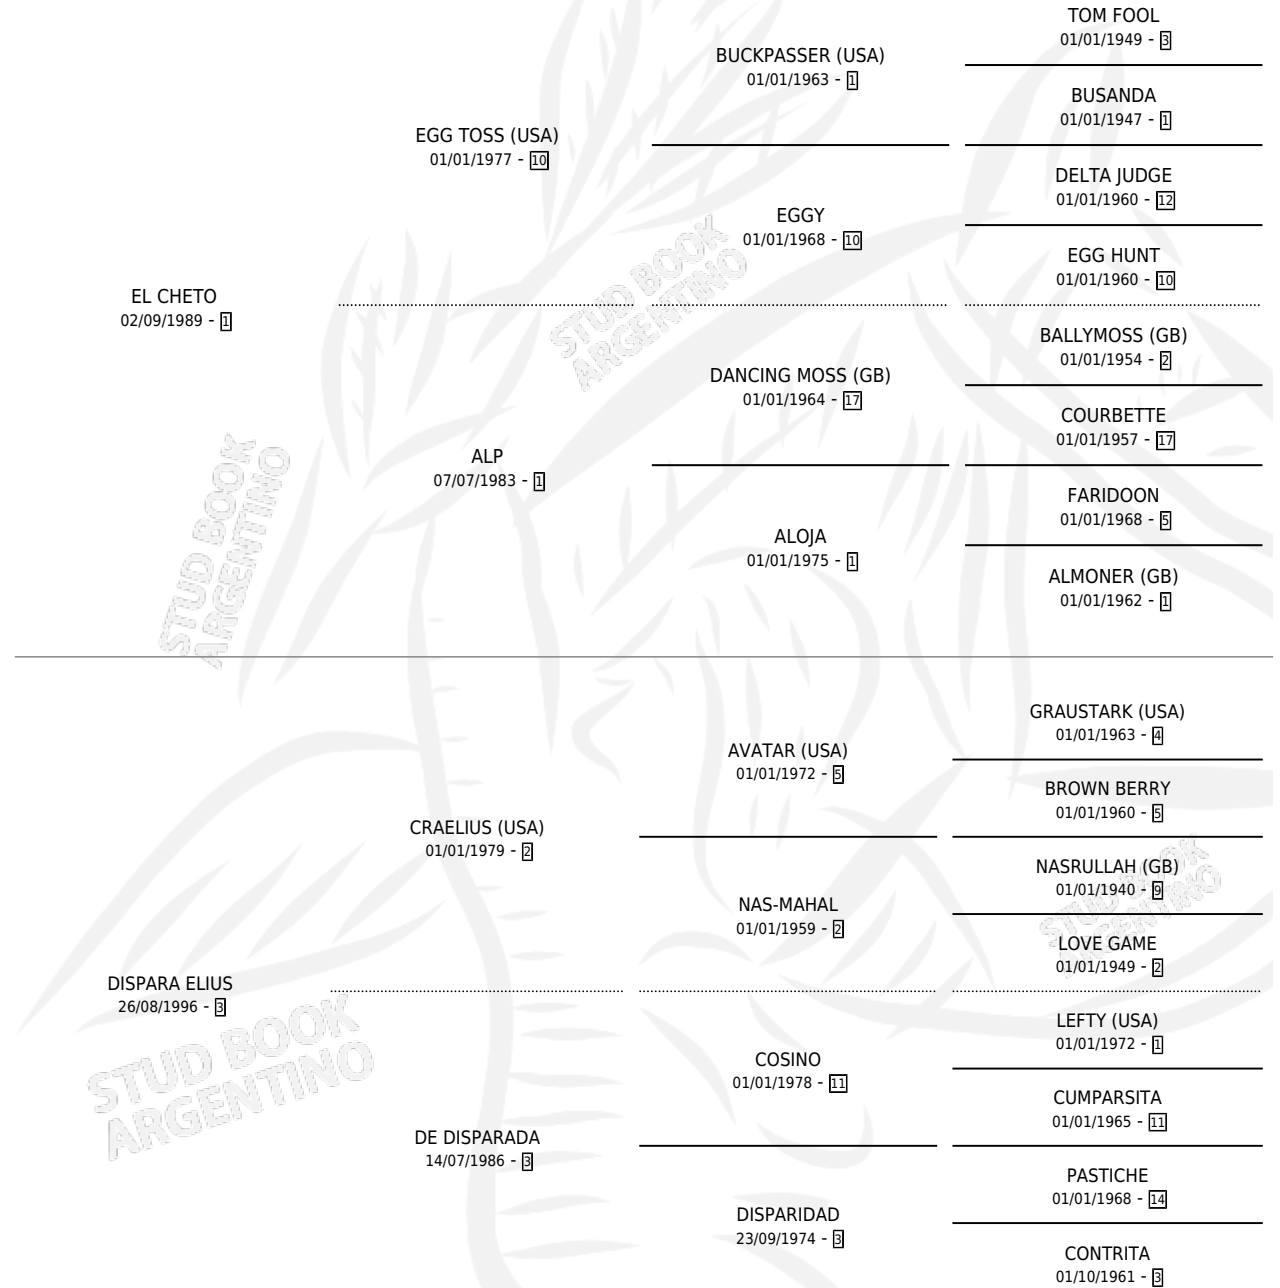 TOM FOOL
01/01/1949 - 3
BUCKPASSER (USA)
01/01/1963 - 1
BUSANDA
01/01/1947 - 1
EGG TOSS (USA)
01/01/1977 - 10
DELTA JUDGE
01/01/1960 - 12
EGGY
01/01/1968 - 10
EGG HUNT
01/01/1960 - 10
EL CHETO
02/09/1989 - 1
BALLYMOSS (GB)
01/01/1954 - 2
DANCING MOSS (GB)
01/01/1964 - 17
COURBETTE
01/01/1957 - 17
ALP
07/07/1983 - 1
FARIDOON
01/01/1968 - 5
ALOJA
01/01/1975 - 1
ALMONER (GB)
01/01/1962 - 1
GRAUSTARK (USA)
01/01/1963 - 4
AVATAR (USA)
01/01/1972 - 5
BROWN BERRY
01/01/1960 - 5
CRAELIUS (USA)
01/01/1979 - 2
NASRULLAH (GB)
01/01/1940 - 9
NAS-MAHAL
01/01/1959 - 2
LOVE GAME
01/01/1949 - 2
DISPARA ELIUS
26/08/1996 - 3
LEFTY (USA)
01/01/1972 - 1
COSINO
01/01/1978 - 11
CUMPARSITA
01/01/1965 - 11
DE DISPARADA
14/07/1986 - 3
PASTICHE
01/01/1968 - 14
DISPARIDAD
23/09/1974 - 3
CONTRITA
01/10/1961 - 3
STUD BOOK
ARGENTINO
STUD BOOK
ARGENTINO
STUD BOOK
ARGENTINO
STUD BOOK
ARGENTINO